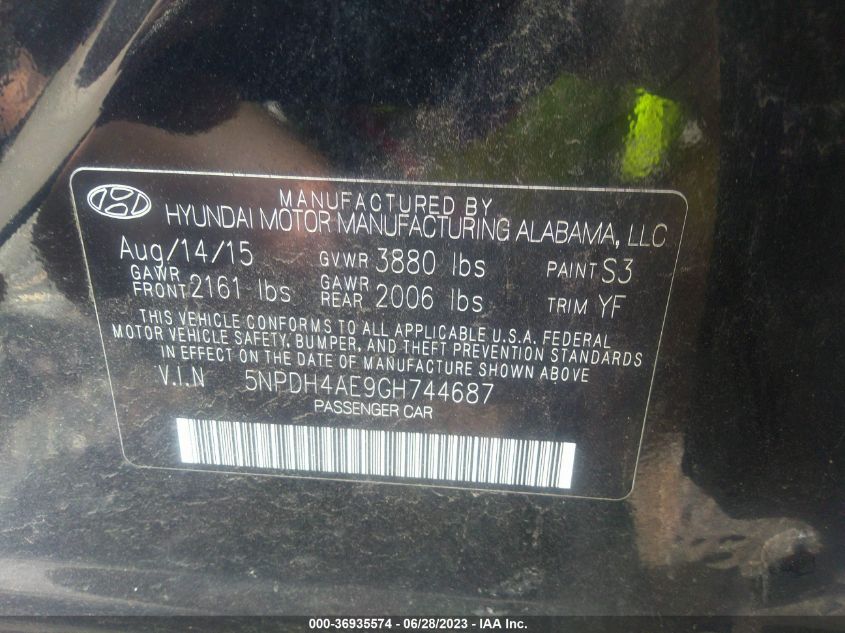 MANUFACTURED BY
HYUNDAI MOTOR MANUFACTURING ALABAMA, LLC
Aug/14/15 GVWR 3880 lbs PAINT S3
GAWR FRONT 2161 lbs GAWR REAR 2006 lbs TRIM YF
THIS VEHICLE CONFORMS TO ALL APPLICABLE U.S.A. FEDERAL
MOTOR VEHICLE SAFETY, BUMPER, AND THEFT PREVENTION STANDARDS
IN EFFECT ON THE DATE OF MANUFACTURE SHOWN ABOVE
V.I.N 5NPDH4AE9GH744687
PASSENGER CAR
000-36935574 - 06/28/2023 - IAA Inc.